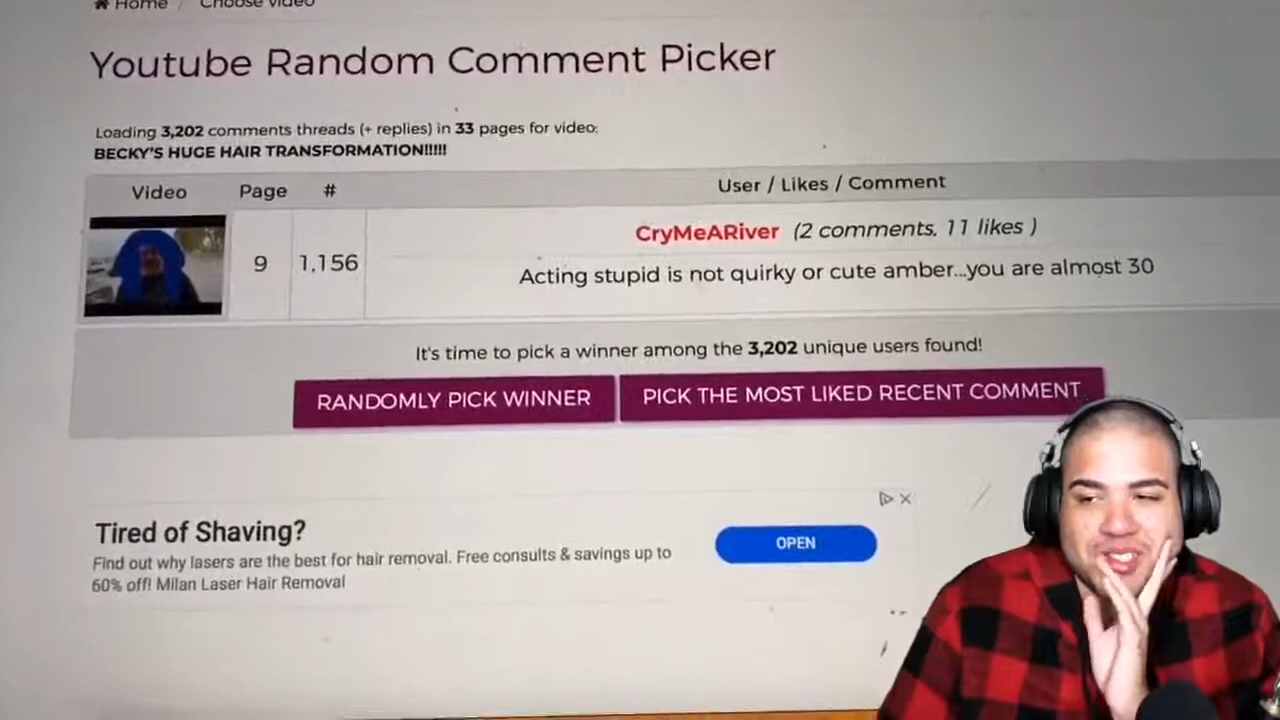 Home / Choose video
Youtube Random Comment Picker
Loading 3,202 comments threads (+ replies) in 33 pages for video:
BECKY'S HUGE HAIR TRANSFORMATION!!!!!
Video Page # User / Likes / Comment
CryMeARiver (2 comments, 11 likes )
9 1,156
Acting stupid is not quirky or cute amber...you are almost 30
It's time to pick a winner among the 3,202 unique users found!
RANDOMLY PICK WINNER PICK THE MOST LIKED RECENT COMMENT
Tired of Shaving?
Find out why lasers are the best for hair removal. Free consults & savings up to
60% off! Milan Laser Hair Removal
OPEN